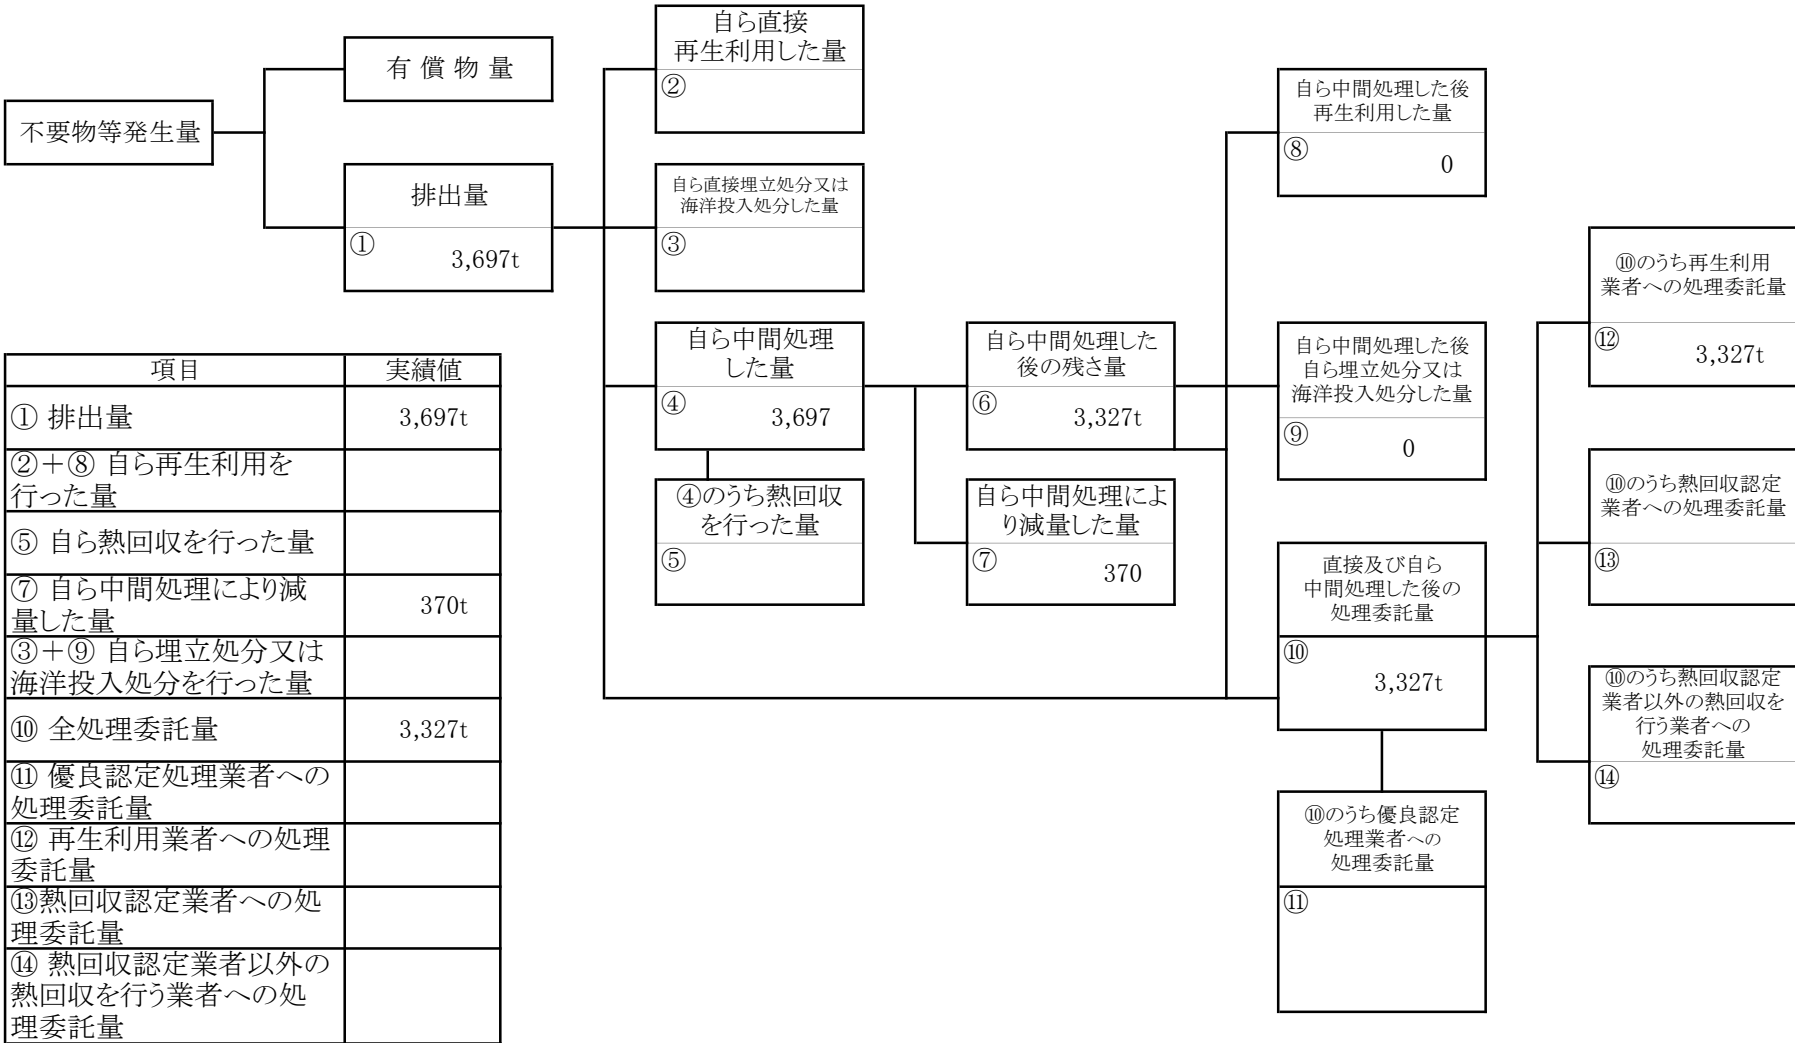 不要物等発生量
有償物量
排出量
①
3,697t
自ら直接
再生利用した量
②
自ら直接埋立処分又は
海洋投入処分した量
③
自ら中間処理
した量
④
3,697
④のうち熱回収
を行った量
⑤
自ら中間処理した
後の残さ量
⑥
3,327t
自ら中間処理によ
り減量した量
⑦
370
自ら中間処理した後
再生利用した量
⑧
0
自ら中間処理した後
自ら埋立処分又は
海洋投入処分した量
⑨
0
直接及び自ら
中間処理した後の
処理委託量
⑩
3,327t
⑩のうち優良認定
処理業者への
処理委託量
⑪
⑩のうち再生利用
業者への処理委託量
⑫
3,327t
⑩のうち熱回収認定
業者への処理委託量
⑬
⑩のうち熱回収認定
業者以外の熱回収を
行う業者への
処理委託量
⑭
項目 実績値
① 排出量 3,697t
②+⑧ 自ら再生利用を
行った量
⑤ 自ら熱回収を行った量
⑦ 自ら中間処理により減
量した量 370t
③+⑨ 自ら埋立処分又は
海洋投入処分を行った量
⑩ 全処理委託量 3,327t
⑪ 優良認定処理業者への
処理委託量
⑫ 再生利用業者への処理
委託量
⑬熱回収認定業者への処
理委託量
⑭ 熱回収認定業者以外の
熱回収を行う業者への処
理委託量